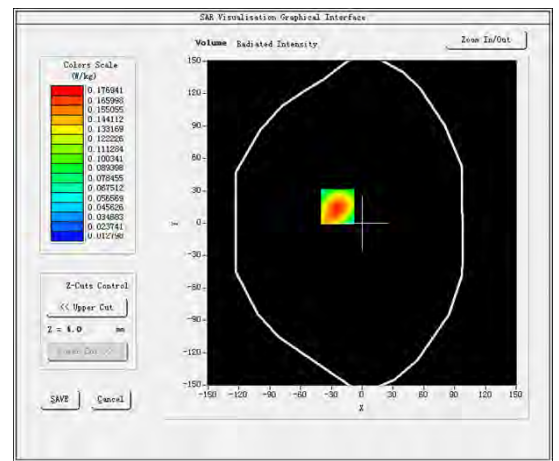 SAR Visualisation Graphical Interface
Volume Radiated Intensity
Zoom In/Out
Colors Scale
(W/kg)
0.176941
0.165998
0.155055
0.144112
0.133169
0.122226
0.111284
0.100341
0.089398
0.078455
0.067512
0.056569
0.045626
0.034683
0.023741
0.012798
150
120
90
60
30
0
-30
-60
-90
-120
-150
-150 -120 -90 -60 -30 0 30 60 90 120 150
X
Z-Cuts Control
<< Upper Cut
Z = 4.0 mm
SAVE
Cancel